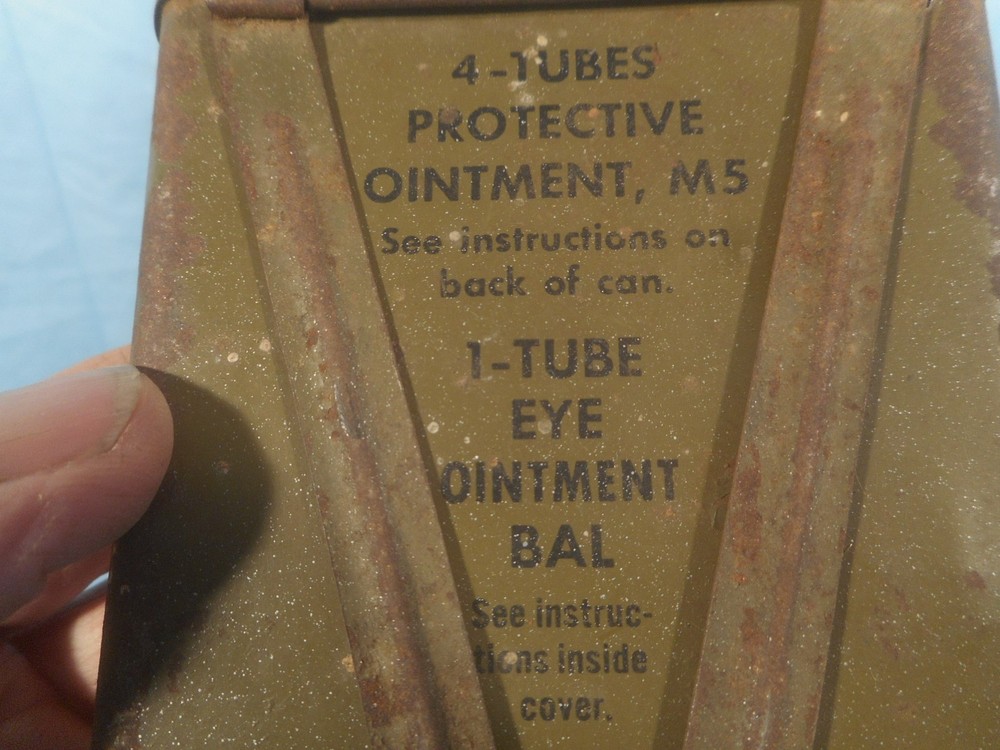 4-TUBES
PROTECTIVE
OINTMENT, M5
See instructions on
back of can.
1-TUBE
EYE
OINTMENT
BAL
See instruc-
tions inside
cover.